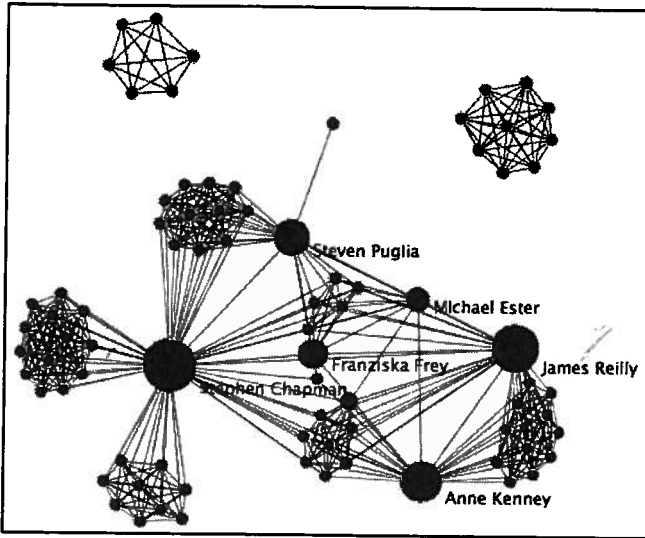 Steven Puglia
Michael Ester
Franziska Frey
James Reilly
Stephen Chapman
Anne Kenney